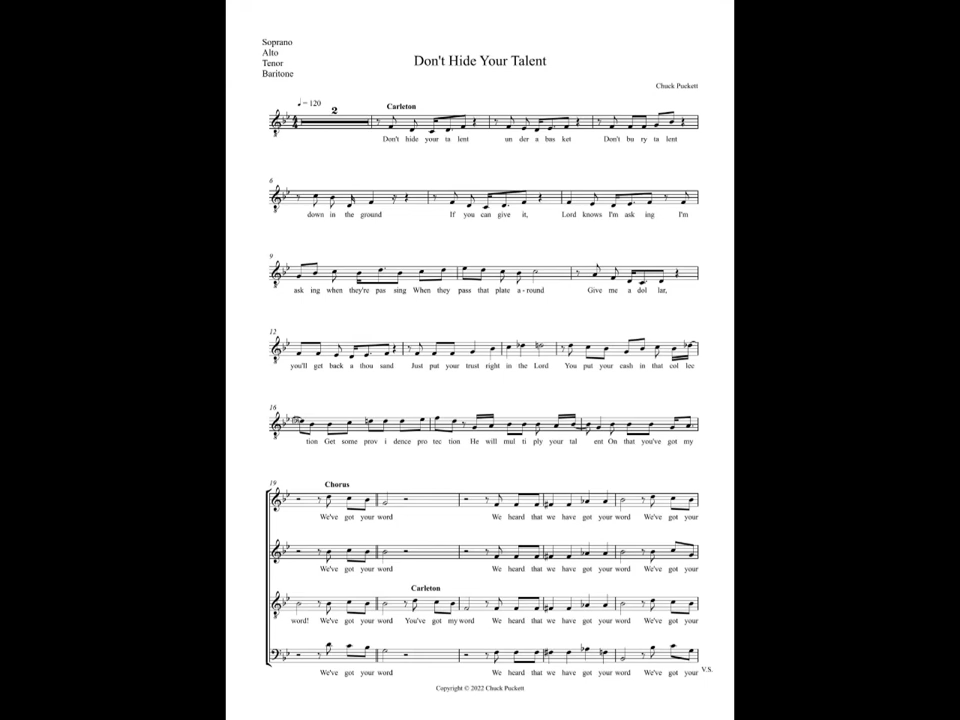 Soprano
Alto
Tenor
Baritone
Don't Hide Your Talent
Chuck Puckett
♩ = 120
2
Carleton
Don't hide your ta lent un der a bas ket Don't bu ry ta lent
6
down in the ground If you can give it, Lord knows I'm ask ing I'm
9
ask ing when they're pas sing When they pass that plate a - round Give me a dol lar,
12
you'll get back a thou sand Just put your trust right in the Lord You put your cash in that col lec
16
tion Get some prov i dence pro tec tion He will mul ti ply your tal ent On that you've got my
19
Chorus
We've got your word We heard that we have got your word We've got your
We've got your word We heard that we have got your word We've got your
Carleton
word! We've got your word You've got my word We heard that we have got your word We've got your
We've got your word We heard that we have got your word We've got your
V.S.
Copyright © 2022 Chuck Puckett